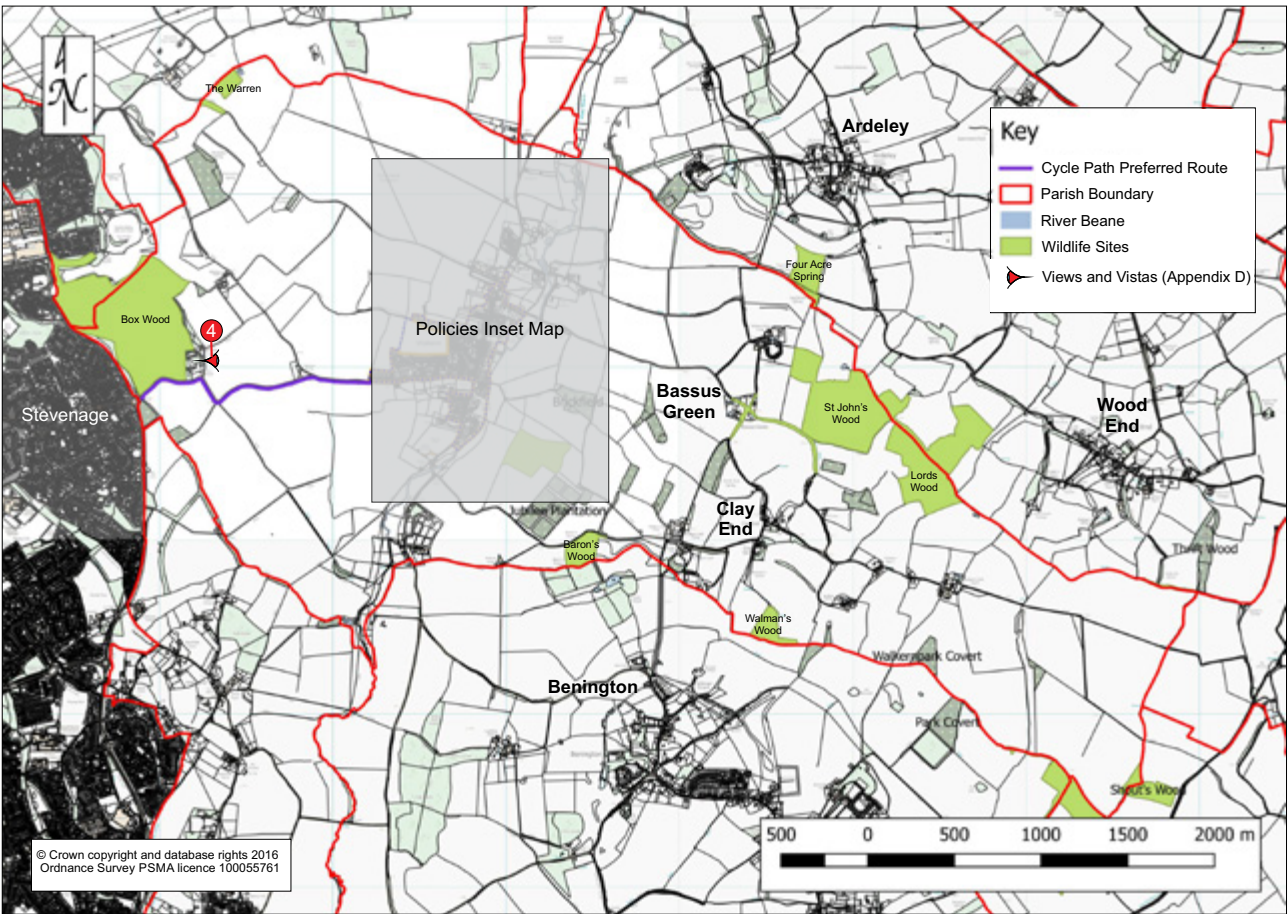 N
The Warren
Ardeley
Key
Cycle Path Preferred Route
Parish Boundary
River Beane
Wildlife Sites
Views and Vistas (Appendix D)
Four Acre
Spring
Box Wood
4
Policies Inset Map
Stevenage
Bassus
Green
St John's
Wood
Wood
End
Lords
Wood
Clay
End
Jubilee Plantation
Baron's
Wood
Thrift Wood
Walman's
Wood
Walkernpark Covert
Benington
Park Covert
Shout's Wood
500 0 500 1000 1500 2000 m
© Crown copyright and database rights 2016
Ordnance Survey PSMA licence 100055761